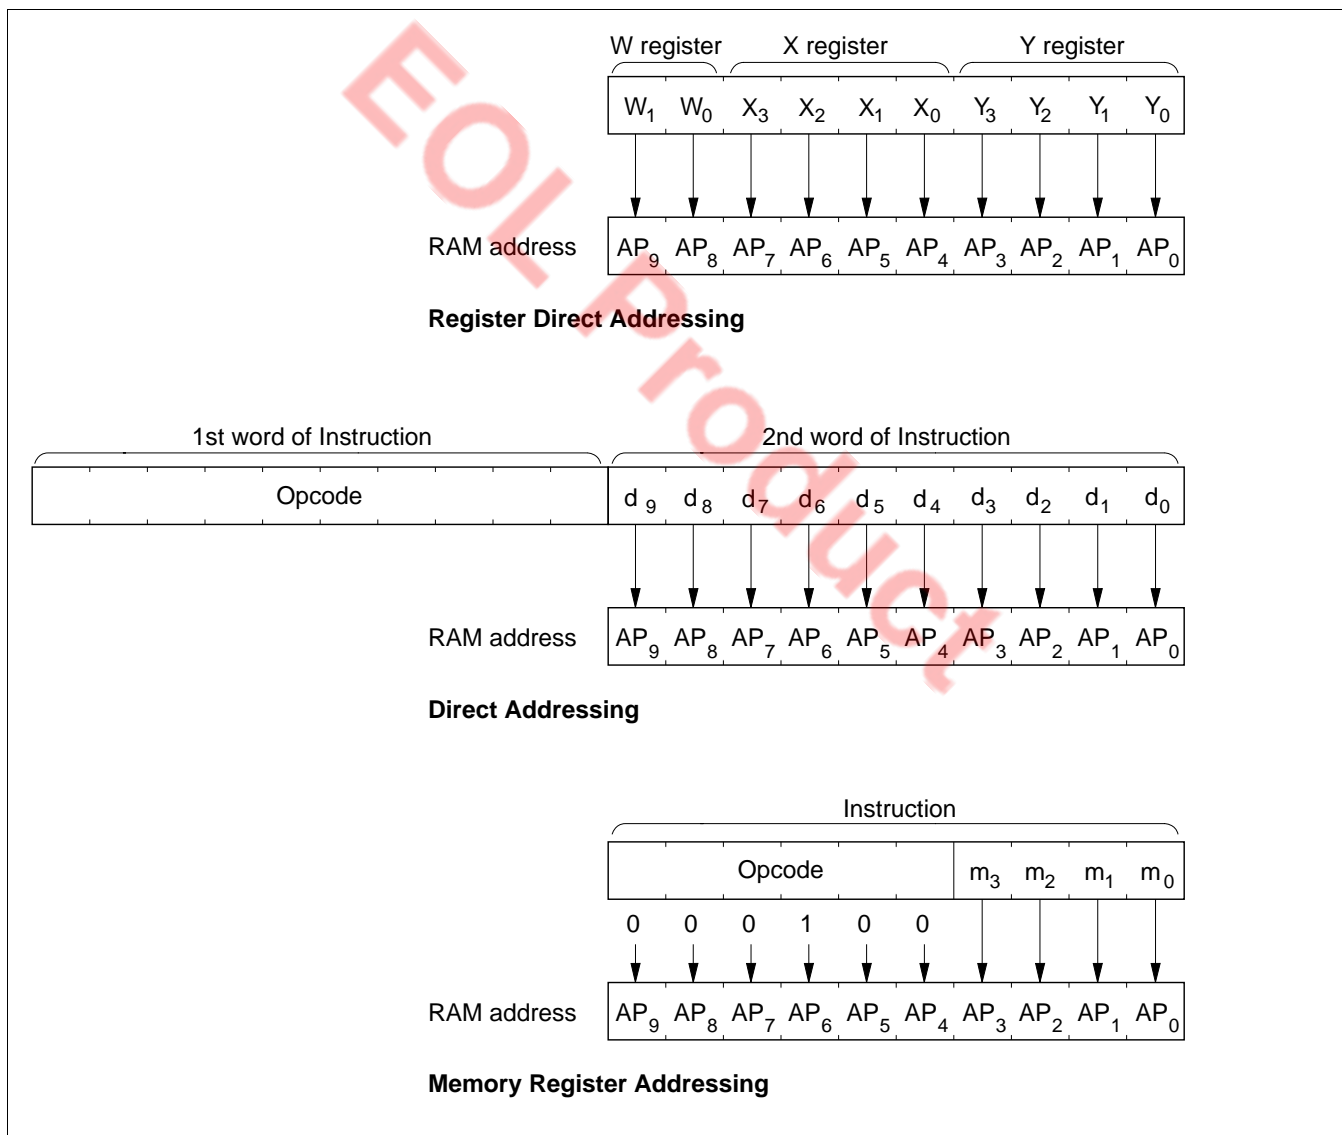 W register X register Y register
W1 W0 X3 X2 X1 X0 Y3 Y2 Y1 Y0
RAM address AP9 AP8 AP7 AP6 AP5 AP4 AP3 AP2 AP1 AP0
Register Direct Addressing
1st word of Instruction 2nd word of Instruction
Opcode d9 d8 d7 d6 d5 d4 d3 d2 d1 d0
RAM address AP9 AP8 AP7 AP6 AP5 AP4 AP3 AP2 AP1 AP0
Direct Addressing
Instruction
Opcode m3 m2 m1 m0
0 0 0 1 0 0
RAM address AP9 AP8 AP7 AP6 AP5 AP4 AP3 AP2 AP1 AP0
Memory Register Addressing
EOL Product